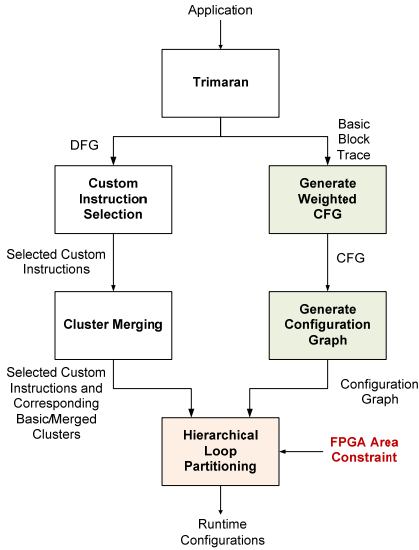 Application
Trimaran
DFG
Basic
Block
Trace
Custom
Instruction
Selection
Generate
Weighted
CFG
Selected Custom
Instructions
CFG
Cluster Merging
Generate
Configuration
Graph
Selected Custom
Instructions and
Corresponding
Basic/Merged
Clusters
Configuration
Graph
Hierarchical
Loop
Partitioning
FPGA Area
Constraint
Runtime
Configurations